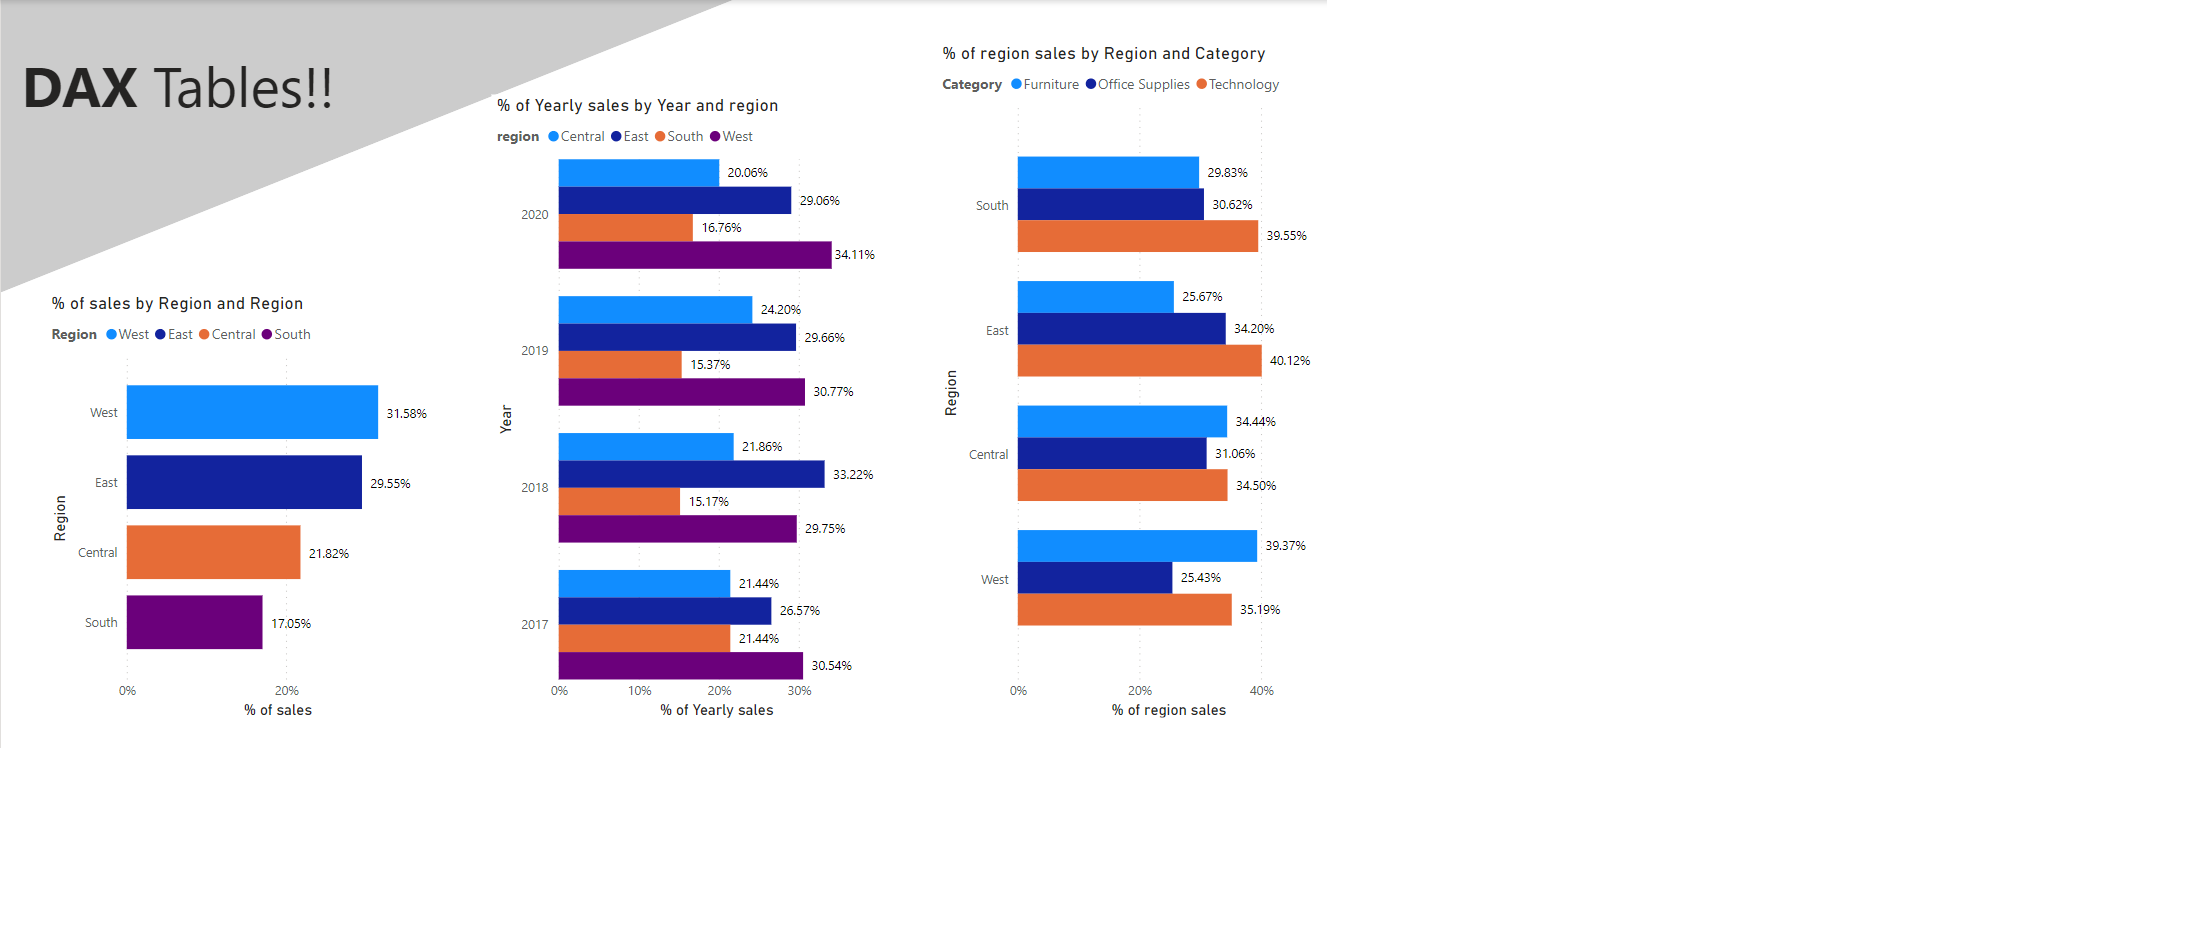 DAX Tables!!
% of sales by Region and Region
Region West East Central South
Region
West 31.58%
East 29.55%
Central 21.82%
South 17.05%
0% 20%
% of sales
% of Yearly sales by Year and region
region Central East South West
Year
20.06%
29.06%
2020
16.76%
34.11%
24.20%
29.66%
2019
15.37%
30.77%
21.86%
33.22%
2018
15.17%
29.75%
21.44%
26.57%
2017
21.44%
30.54%
0% 10% 20% 30%
% of Yearly sales
% of region sales by Region and Category
Category Furniture Office Supplies Technology
Region
29.83%
South 30.62%
39.55%
25.67%
East 34.20%
40.12%
34.44%
Central 31.06%
34.50%
39.37%
West 25.43%
35.19%
0% 20% 40%
% of region sales